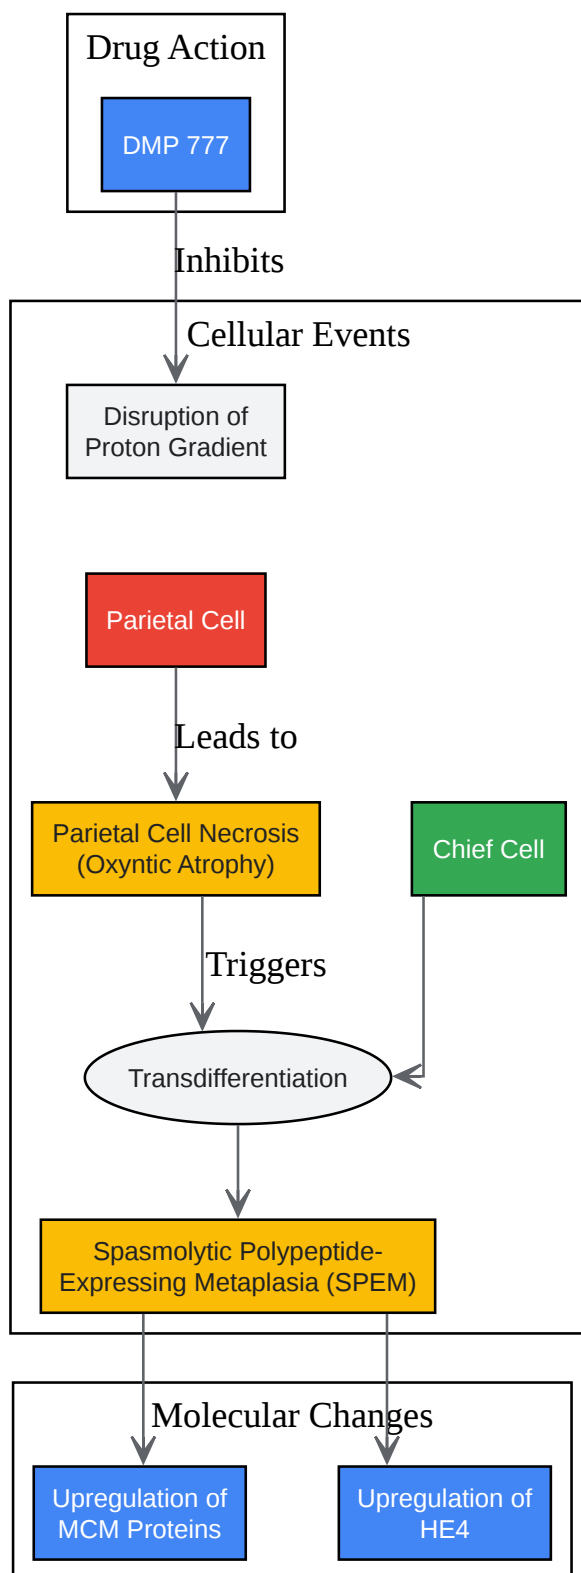 Drug Action
DMP 777
Inhibits
Cellular Events
Disruption of
Proton Gradient
Parietal Cell
Leads to
Parietal Cell Necrosis
(Oxyntic Atrophy)
Chief Cell
Triggers
Transdifferentiation
Spasmolytic Polypeptide-
Expressing Metaplasia (SPEM)
Molecular Changes
Upregulation of
MCM Proteins
Upregulation of
HE4